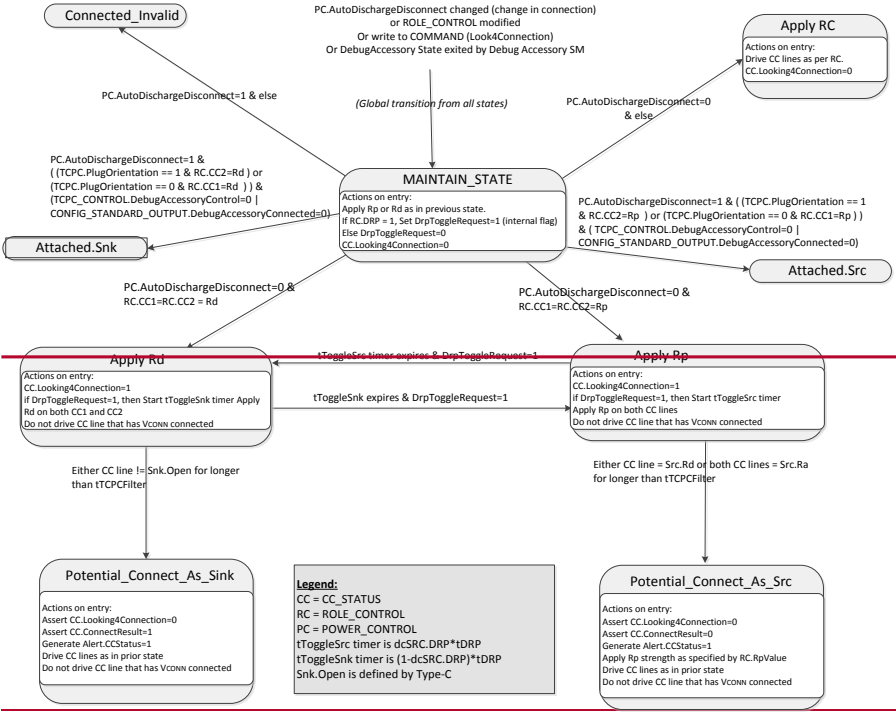 Connected_Invalid
PC.AutoDischargeDisconnect changed (change in connection)
or ROLE_CONTROL modified
Or write to COMMAND (Look4Connection)
Or DebugAccessory State exited by Debug Accessory SM
Apply RC
Actions on entry:
Drive CC lines as per RC.
CC.Looking4Connection=0
PC.AutoDischargeDisconnect=1 & else
(Global transition from all states)
PC.AutoDischargeDisconnect=0
& else
PC.AutoDischargeDisconnect=1 &
( (TCPC.PlugOrientation == 1 & RC.CC2=Rd ) or
(TCPC.PlugOrientation == 0 & RC.CC1=Rd ) ) &
(TCPC_CONTROL.DebugAccessoryControl=0 |
CONFIG_STANDARD_OUTPUT.DebugAccessoryConnected=0)
MAINTAIN_STATE
Actions on entry:
Apply Rp or Rd as in previous state.
If RC.DRP = 1, Set DrpToggleRequest=1 (internal flag)
Else DrpToggleRequest=0
CC.Looking4Connection=0
PC.AutoDischargeDisconnect=1 & ( (TCPC.PlugOrientation == 1
& RC.CC2=Rp ) or (TCPC.PlugOrientation == 0 & RC.CC1=Rp ) )
& ( TCPC_CONTROL.DebugAccessoryControl=0 |
CONFIG_STANDARD_OUTPUT.DebugAccessoryConnected=0)
Attached.Snk
Attached.Src
PC.AutoDischargeDisconnect=0 &
RC.CC1=RC.CC2 = Rd
PC.AutoDischargeDisconnect=0 &
RC.CC1=RC.CC2=Rp
Apply Rd
Actions on entry:
CC.Looking4Connection=1
if DrpToggleRequest=1, then Start tToggleSnk timer Apply
Rd on both CC1 and CC2
Do not drive CC line that has VCONN connected
tToggleSrc timer expires & DrpToggleRequest=1
tToggleSnk expires & DrpToggleRequest=1
Apply Rp
Actions on entry:
CC.Looking4Connection=1
if DrpToggleRequest=1, then Start tToggleSrc timer
Apply Rp on both CC lines
Do not drive CC line that has VCONN connected
Either CC line != Snk.Open for longer
than tTCPCFilter
Either CC line = Src.Rd or both CC lines = Src.Ra
for longer than tTCPCFilter
Potential_Connect_As_Sink
Actions on entry:
Assert CC.Looking4Connection=0
Assert CC.ConnectResult=1
Generate Alert.CCStatus=1
Drive CC lines as in prior state
Do not drive CC line that has VCONN connected
Legend:
CC = CC_STATUS
RC = ROLE_CONTROL
PC = POWER_CONTROL
tToggleSrc timer is dcSRC.DRP*tDRP
tToggleSnk timer is (1-dcSRC.DRP)*tDRP
Snk.Open is defined by Type-C
Potential_Connect_As_Src
Actions on entry:
Assert CC.Looking4Connection=0
Assert CC.ConnectResult=0
Generate Alert.CCStatus=1
Apply Rp strength as specified by RC.RpValue
Drive CC lines as in prior state
Do not drive CC line that has VCONN connected